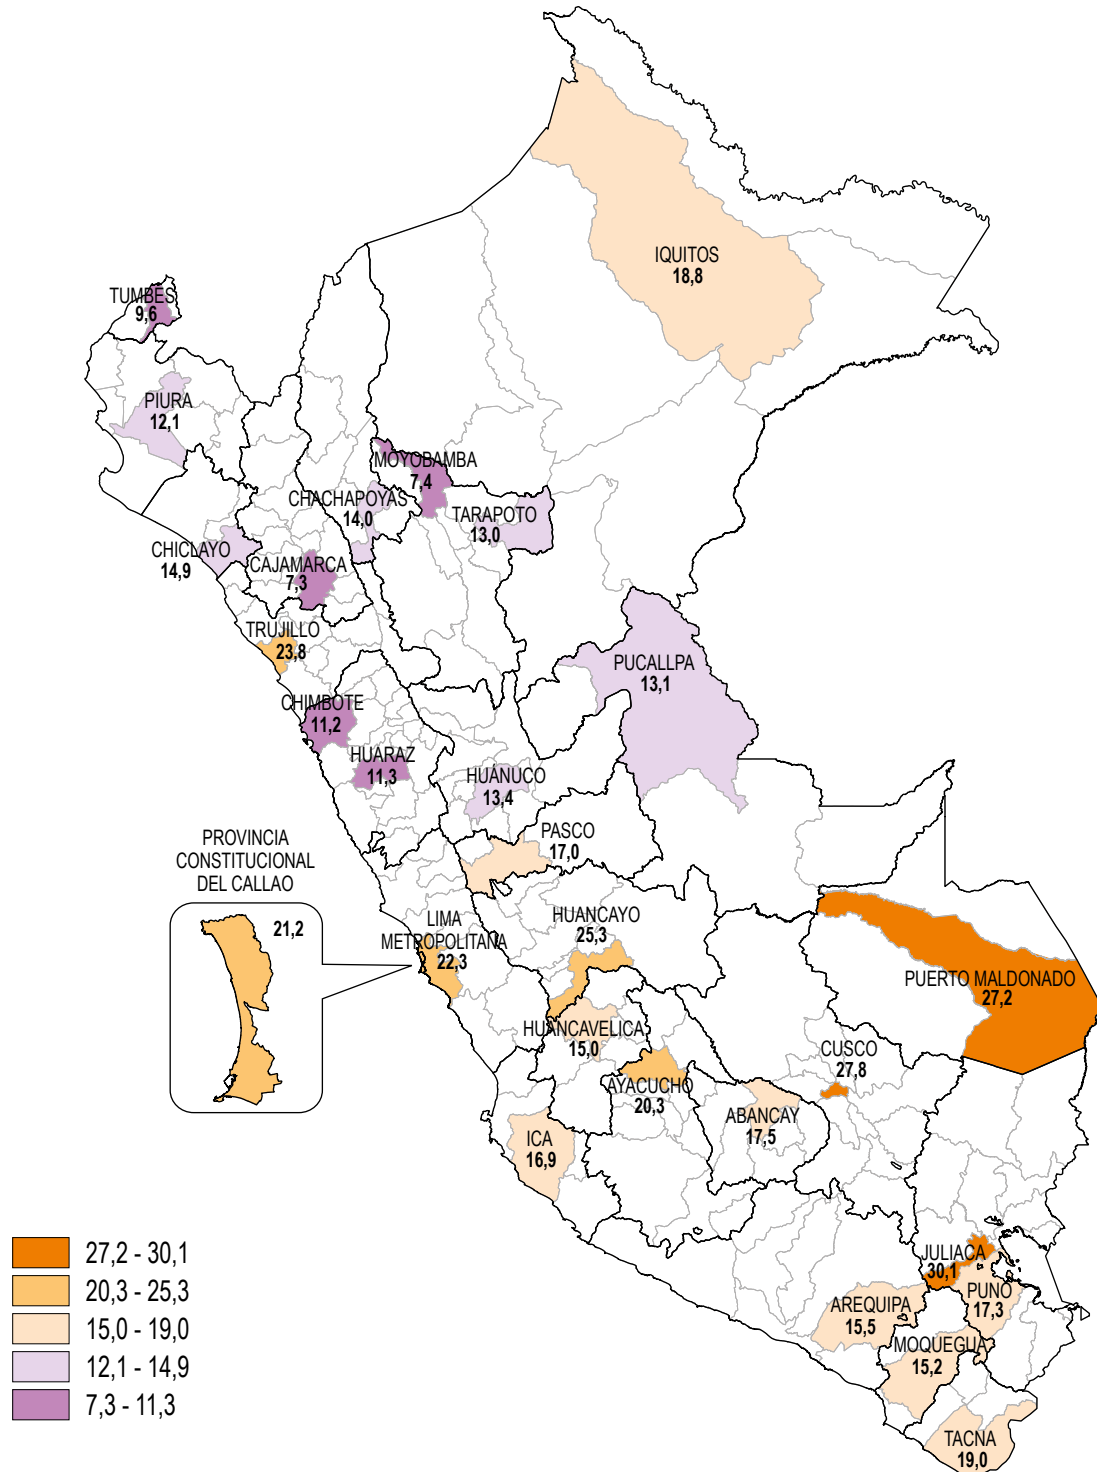 IQUITOS
18,8
TUMBES
9,6
PIURA
12,1
MOYOBAMBA
7,4
CHACHAPOYAS
14,0
TARAPOTO
13,0
CHICLAYO
14,9
CAJAMARCA
7,3
TRUJILLO
23,8
PUCALLPA
13,1
CHIMBOTE
11,2
HUARAZ
11,3
HUÁNUCO
13,4
PASCO
17,0
PROVINCIA
CONSTITUCIONAL
DEL CALLAO
21,2
LIMA
METROPOLITANA
22,3
HUANCAYO
25,3
PUERTO MALDONADO
27,2
HUANCAVELICA
15,0
CUSCO
27,8
AYACUCHO
20,3
ABANCAY
17,5
ICA
16,9
JULIACA
30,1
PUNO
17,3
AREQUIPA
15,5
MOQUEGUA
15,2
TACNA
19,0
27,2 - 30,1
20,3 - 25,3
15,0 - 19,0
12,1 - 14,9
7,3 - 11,3